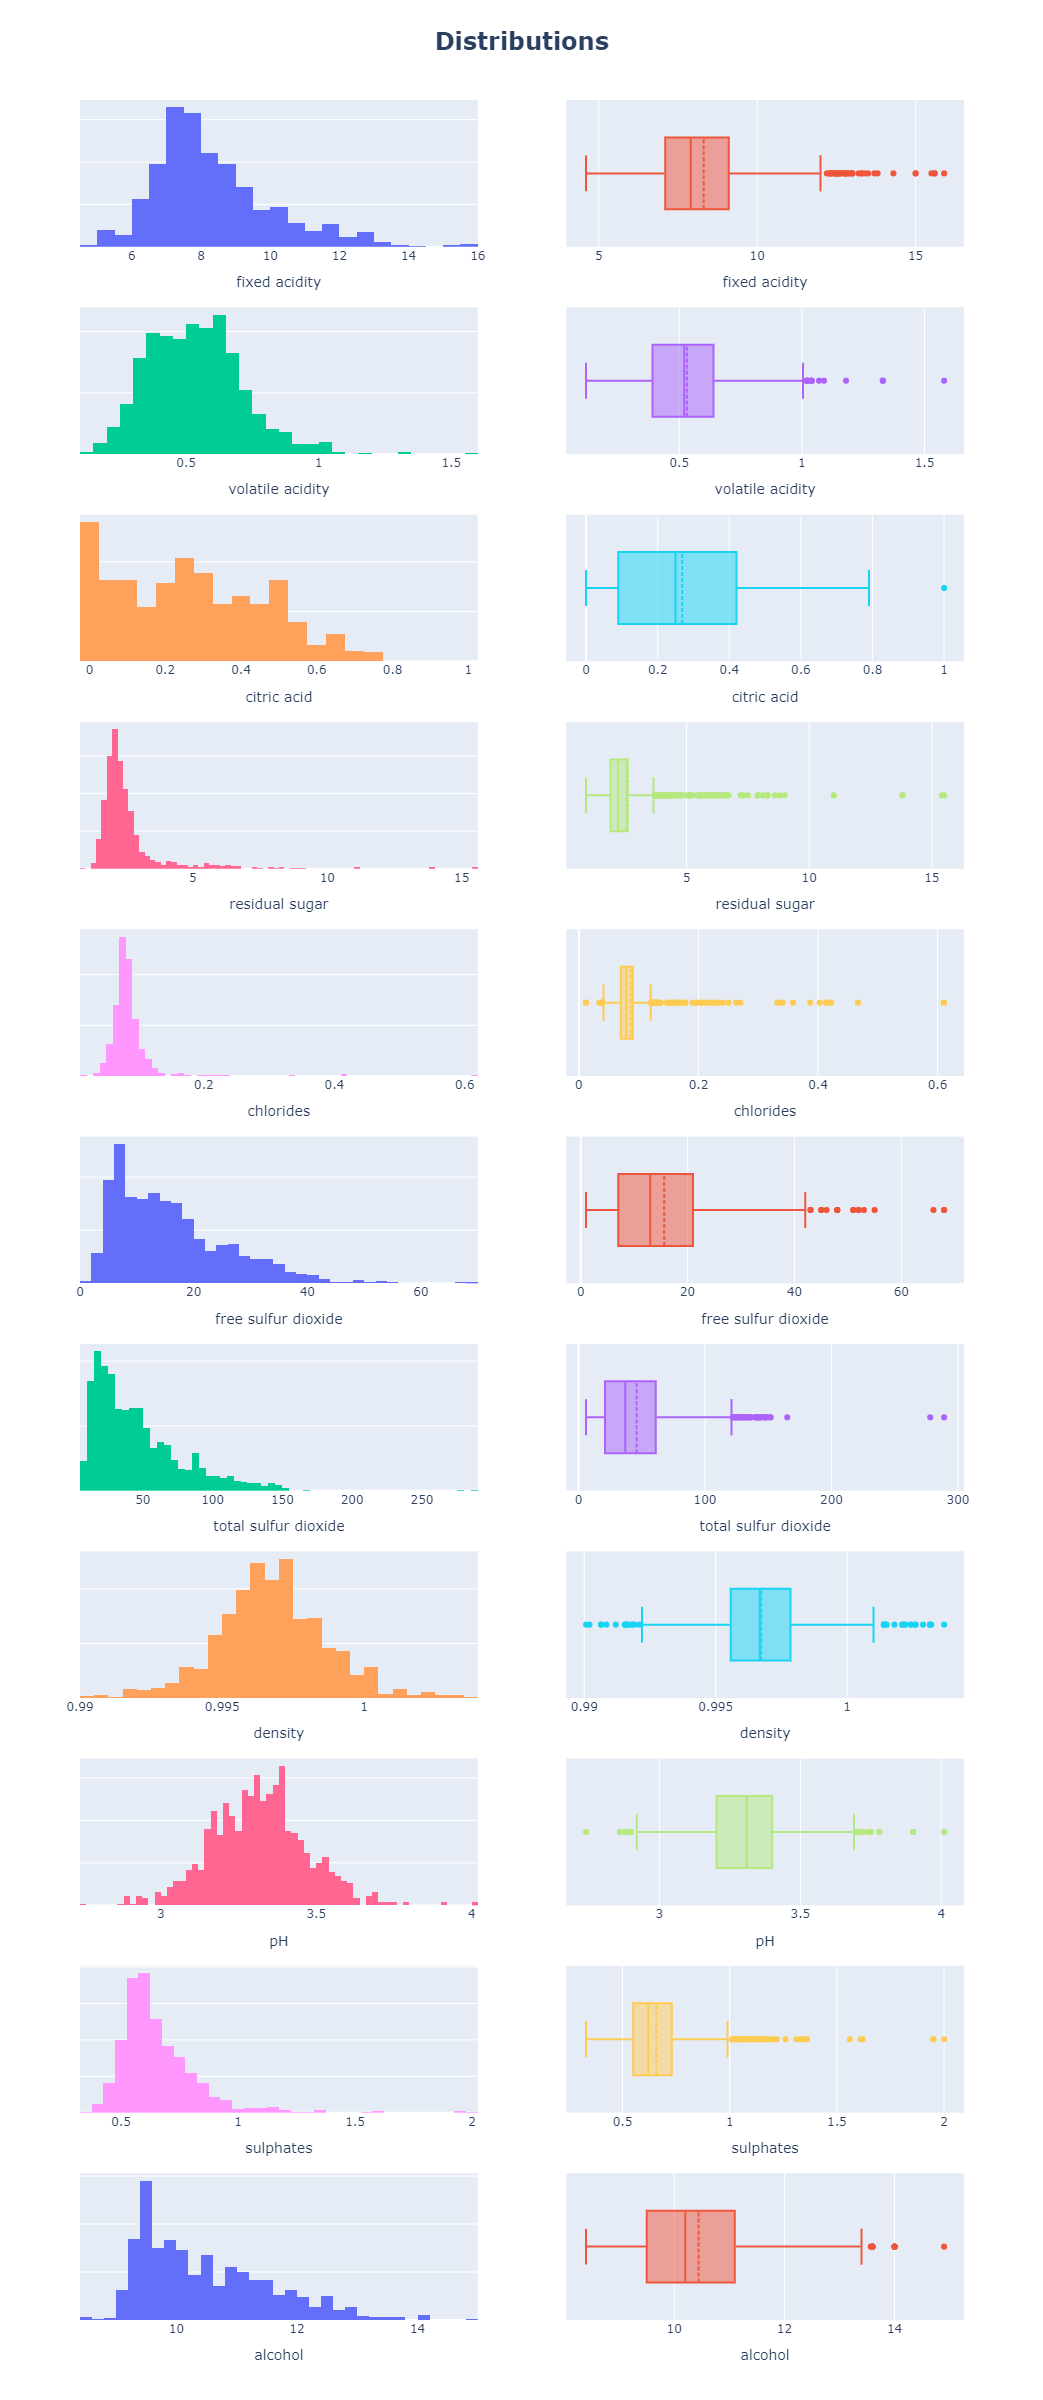 Distributions
6 8 10 12 14 16
fixed acidity
5 10 15
fixed acidity
0.5 1 1.5
volatile acidity
0.5 1 1.5
volatile acidity
0 0.2 0.4 0.6 0.8 1
citric acid
0 0.2 0.4 0.6 0.8 1
citric acid
5 10 15
residual sugar
5 10 15
residual sugar
0.2 0.4 0.6
chlorides
0 0.2 0.4 0.6
chlorides
0 20 40 60
free sulfur dioxide
0 20 40 60
free sulfur dioxide
50 100 150 200 250
total sulfur dioxide
0 100 200 300
total sulfur dioxide
0.99 0.995 1
density
0.99 0.995 1
density
3 3.5 4
pH
3 3.5 4
pH
0.5 1 1.5 2
sulphates
0.5 1 1.5 2
sulphates
10 12 14
alcohol
10 12 14
alcohol